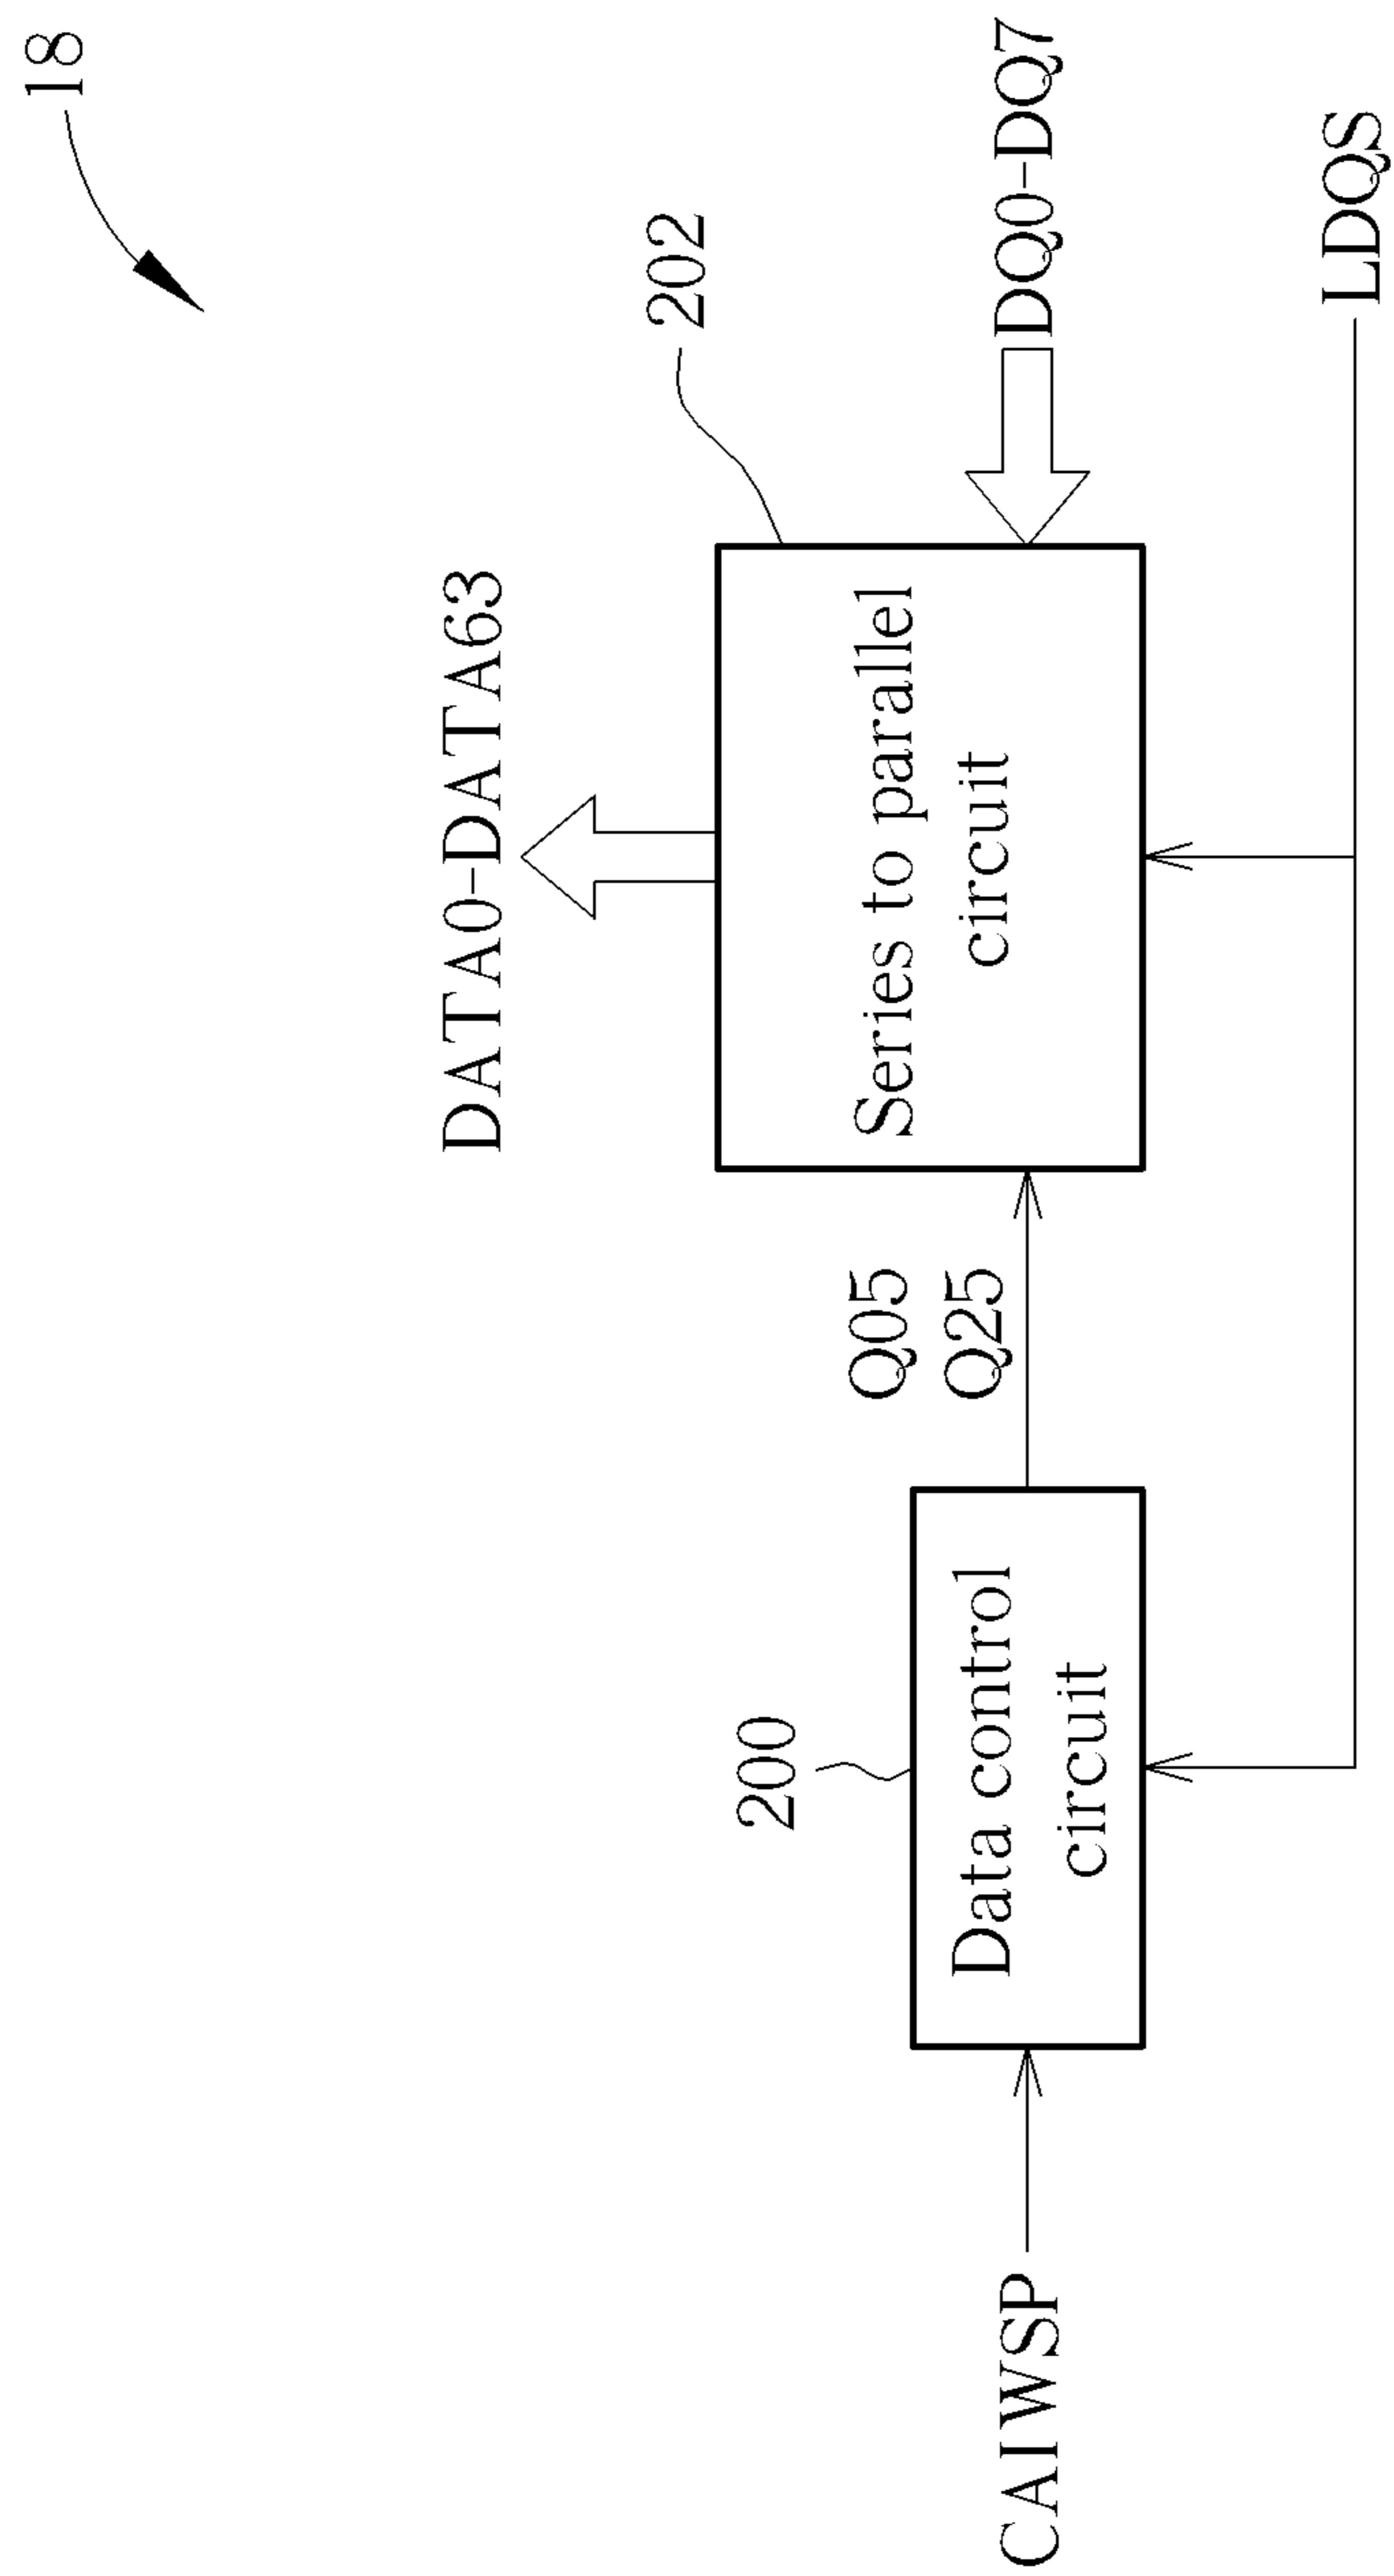 18
DATA0-DATA63
202
200
Q05
Q25
Series to parallel
circuit
Data control
circuit
CAIWSP
DQ0-DQ7
LDQS